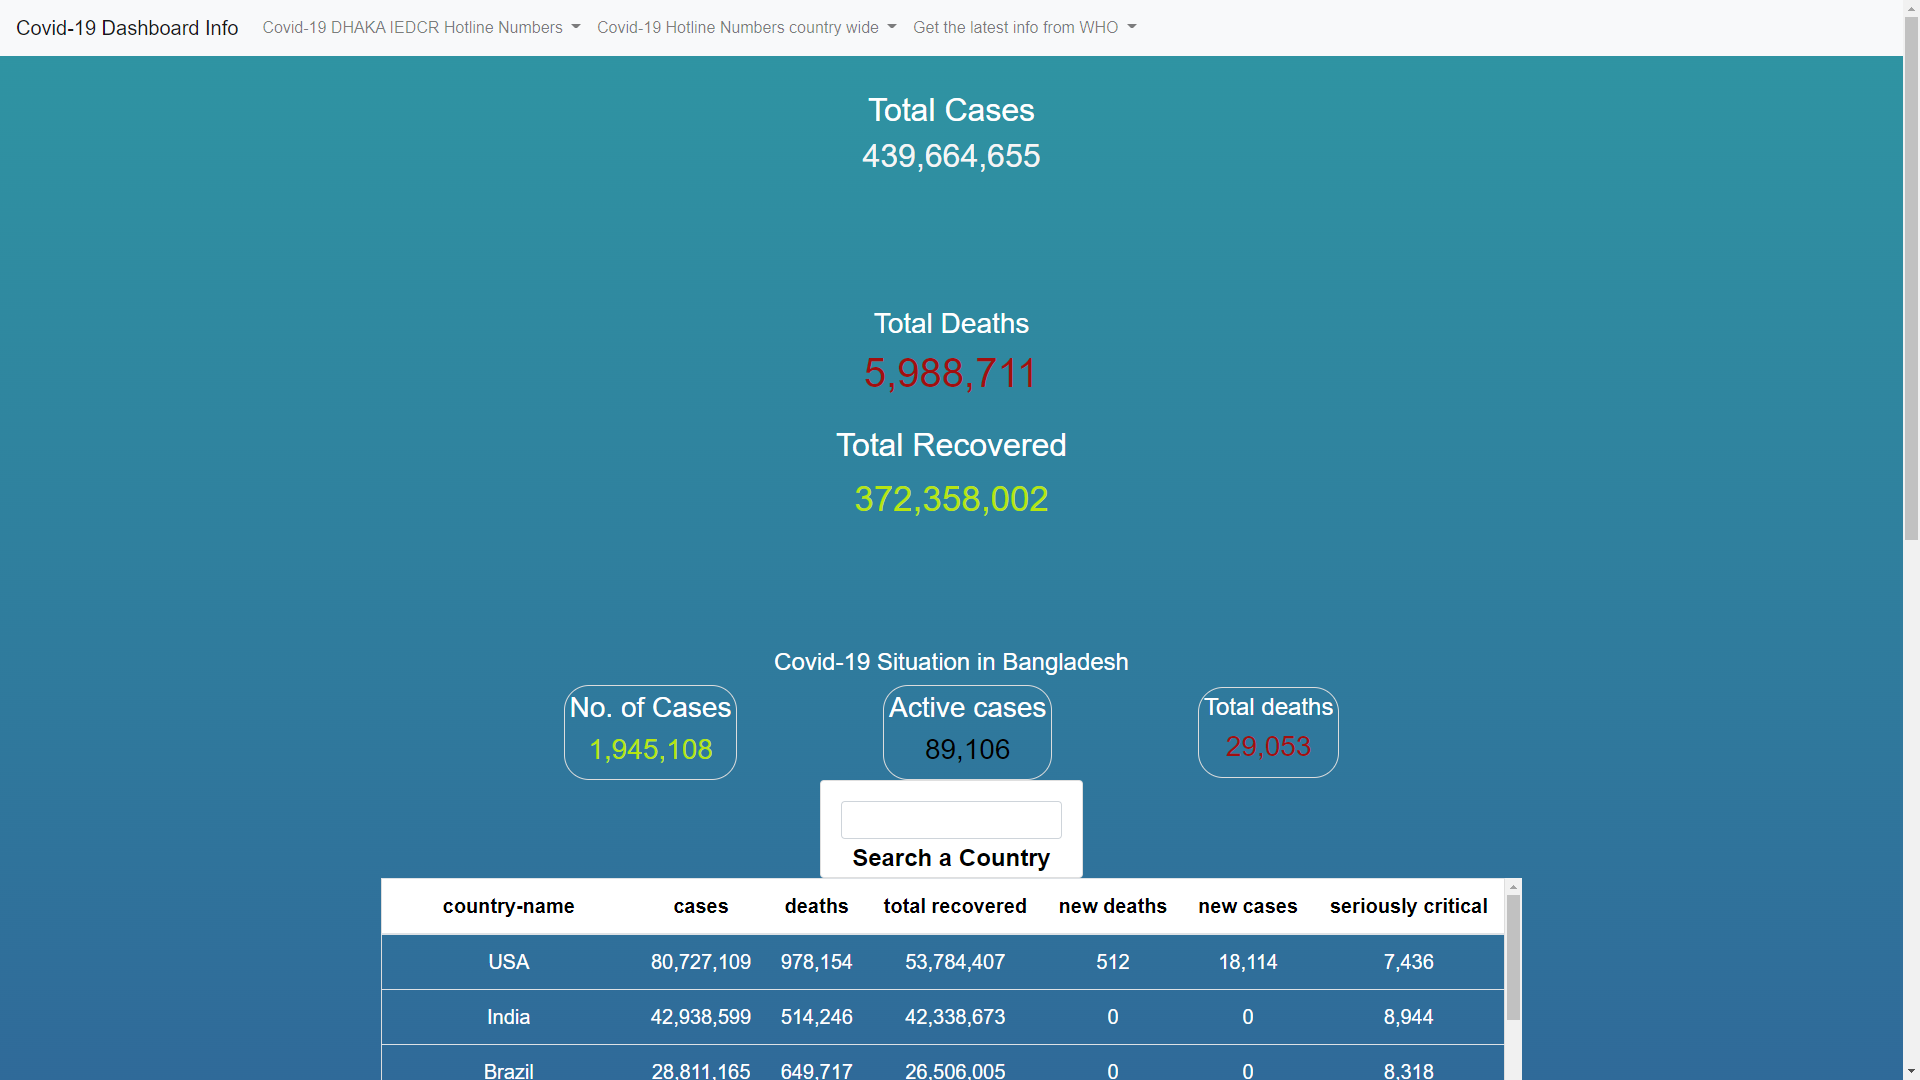 Covid-19 Dashboard Info Covid-19 DHAKA IEDCR Hotline Numbers Covid-19 Hotline Numbers country wide Get the latest info from WHO
Total Cases
439,664,655
Total Deaths
5,988,711
Total Recovered
372,358,002
Covid-19 Situation in Bangladesh
No. of Cases Active cases Total deaths
1,945,108 89,106 29,053
Search a Country
country-name cases deaths total recovered new deaths new cases seriously critical
USA 80,727,109 978,154 53,784,407 512 18,114 7,436
India 42,938,599 514,246 42,338,673 0 0 8,944
Brazil 28,811,165 649,717 26,506,005 0 0 8,318